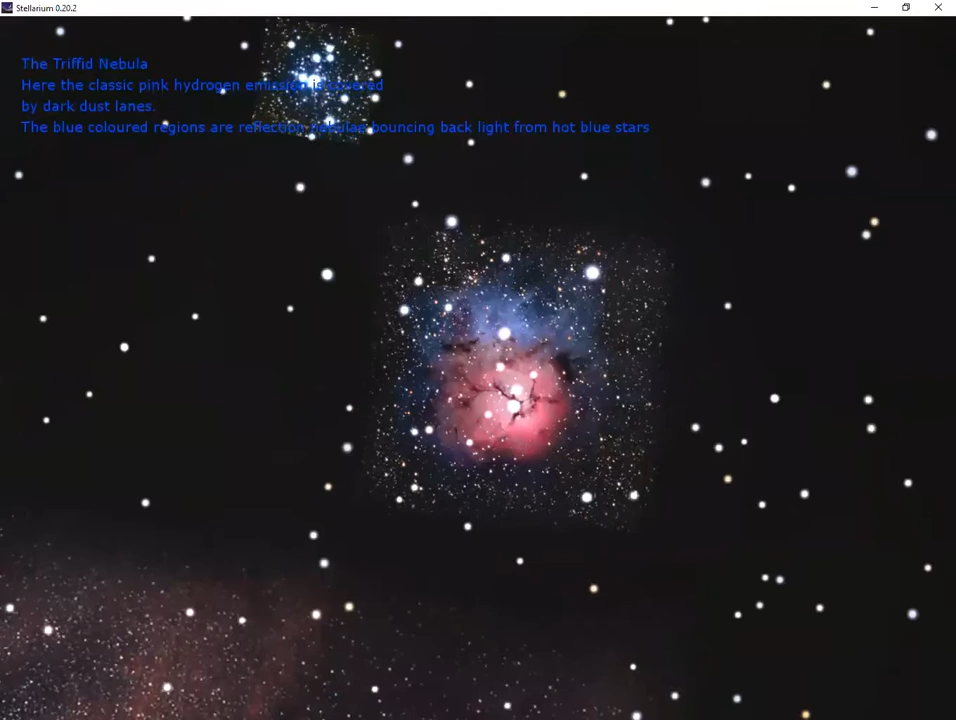 Stellarium 0.20.2
The Triffid Nebula
Here the classic pink hydrogen emission is covered
by dark dust lanes.
The blue coloured regions are reflection nebulae bouncing back light from hot blue stars